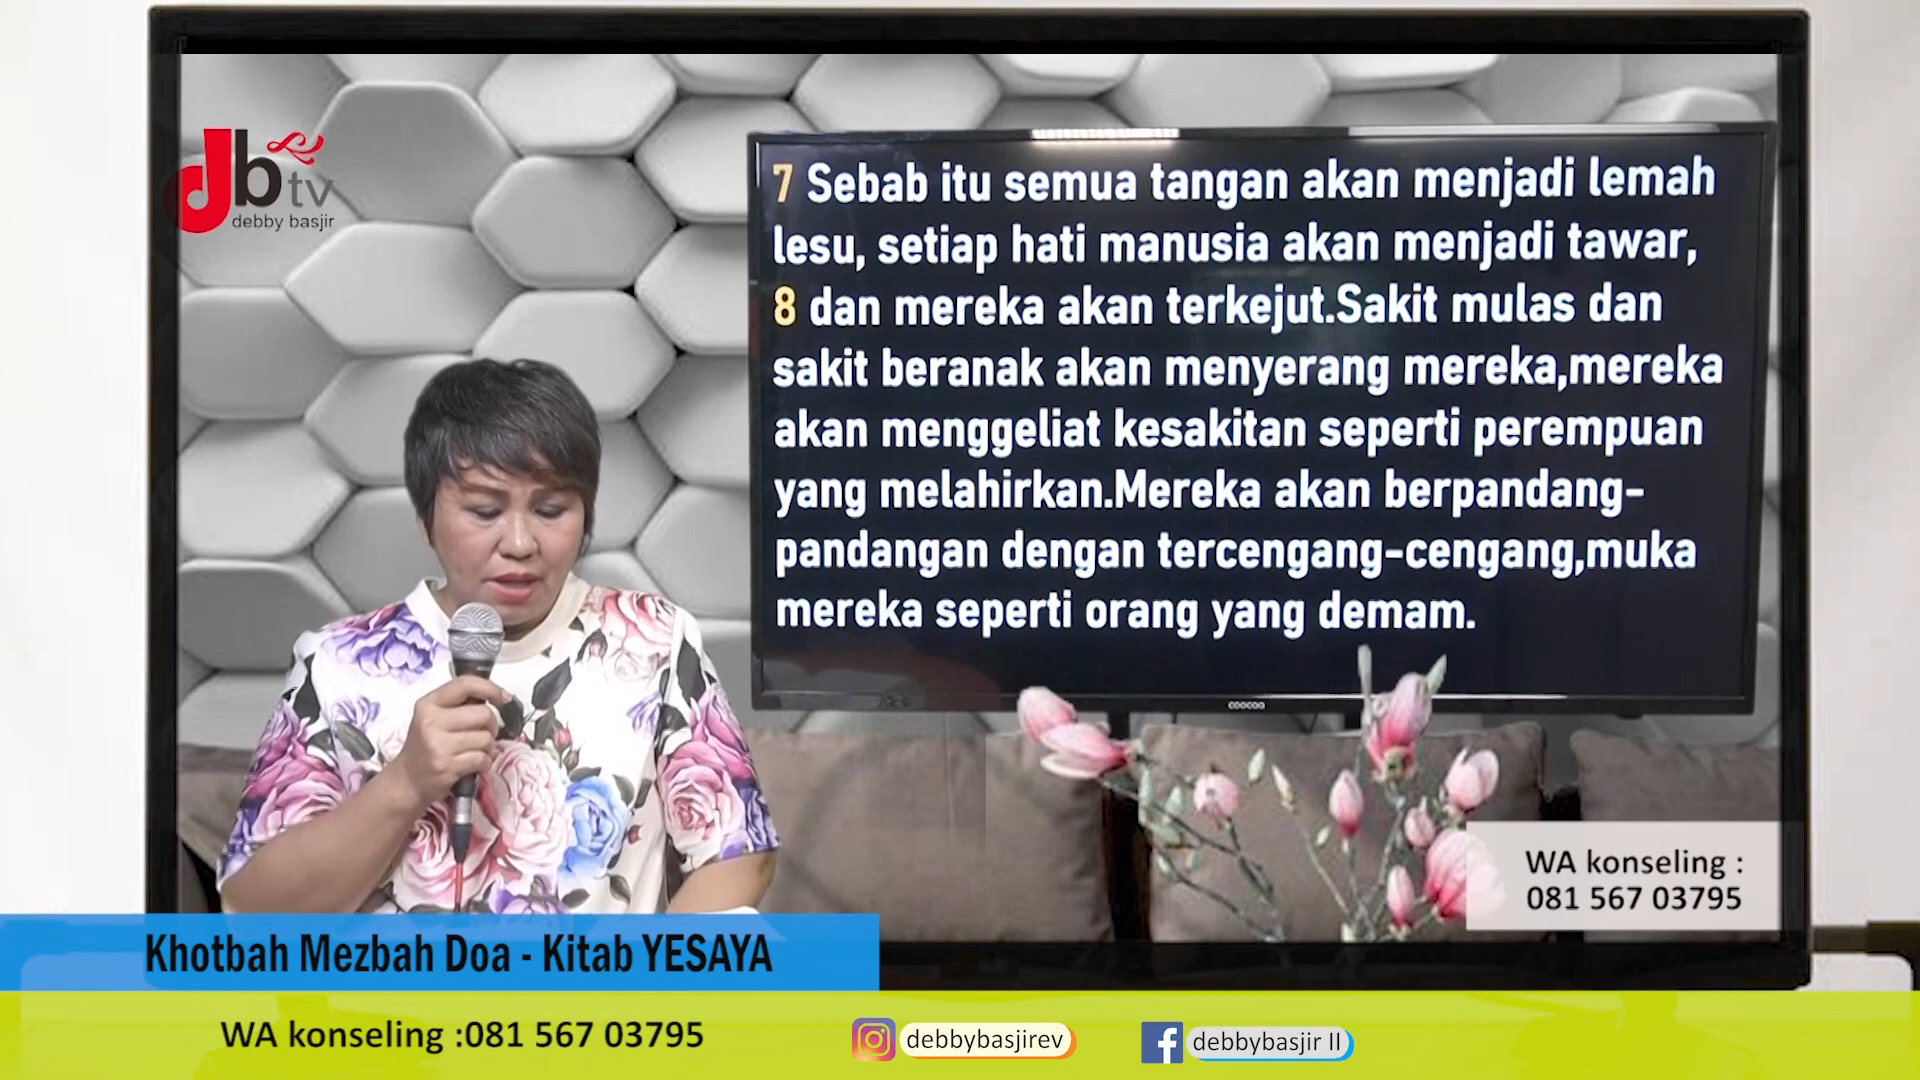 db tv
debby basjir
7 Sebab itu semua tangan akan menjadi lemah
lesu, setiap hati manusia akan menjadi tawar,
8 dan mereka akan terkejut.Sakit mulas dan
sakit beranak akan menyerang mereka,mereka
akan menggeliat kesakitan seperti perempuan
yang melahirkan.Mereka akan berpandang-
pandangan dengan tercengang-cengang,muka
mereka seperti orang yang demam.
WA konseling :
081 567 03795
Khotbah Mezbah Doa - Kitab YESAYA
WA konseling :081 567 03795
debbybasjirev
debbybasjir II